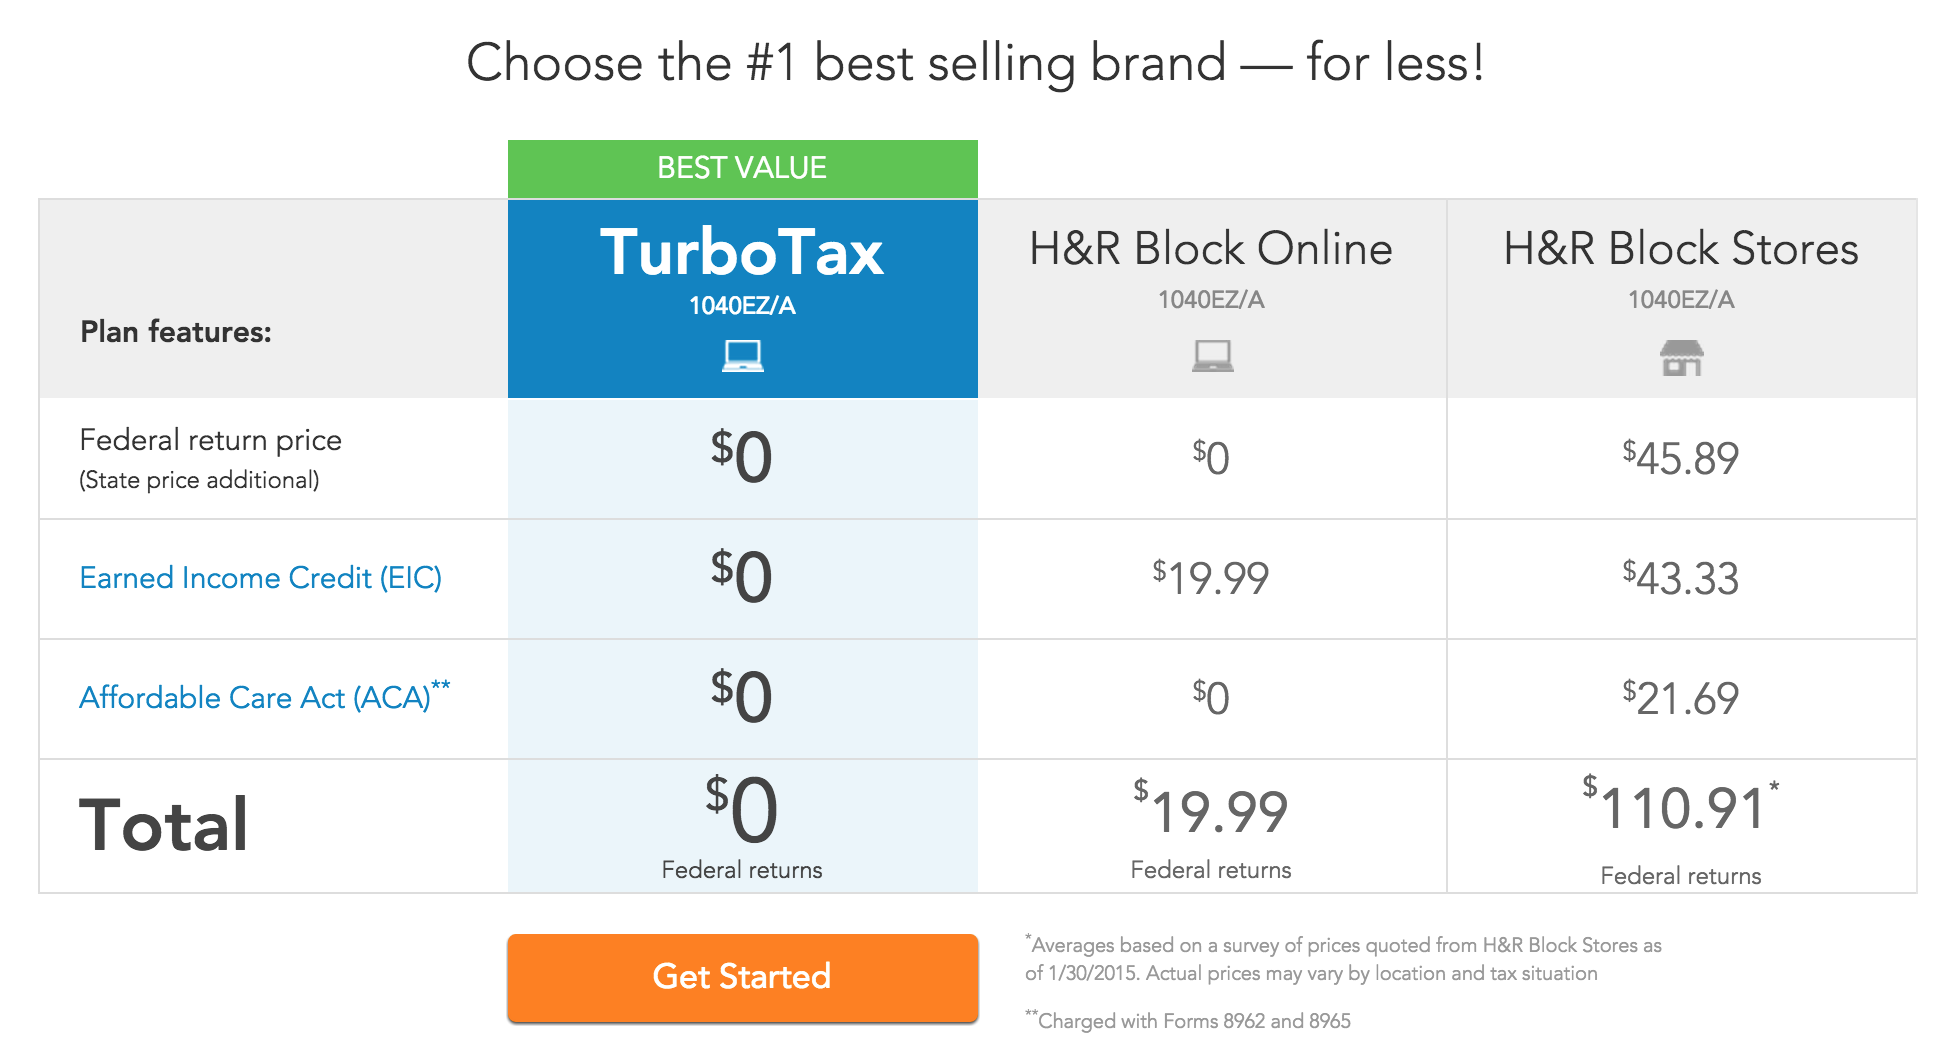 Choose the #1 best selling brand — for less!
BEST VALUE
Plan features:
TurboTax
1040EZ/A
H&R Block Online
1040EZ/A
H&R Block Stores
1040EZ/A
Federal return price
(State price additional)
$0
$0
$45.89
Earned Income Credit (EIC)
$0
$19.99
$43.33
Affordable Care Act (ACA)**
$0
$0
$21.69
Total
$0
Federal returns
$19.99
Federal returns
$110.91*
Federal returns
Get Started
*Averages based on a survey of prices quoted from H&R Block Stores as
of 1/30/2015. Actual prices may vary by location and tax situation
**Charged with Forms 8962 and 8965